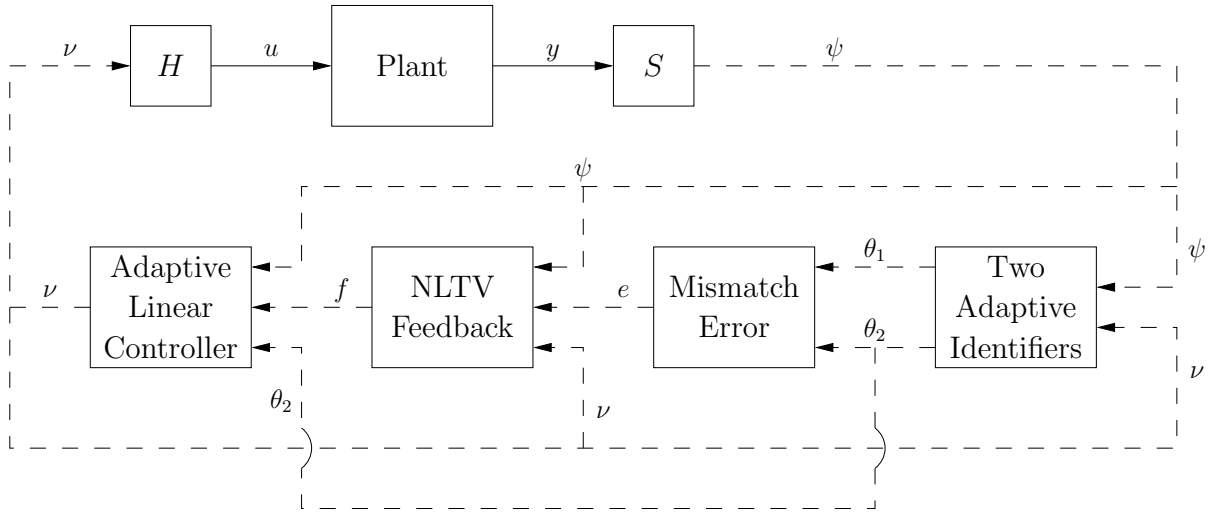 ν
H
u
Plant
y
S
ψ
ψ
Adaptive
Linear
Controller
ν
f
NLTV
Feedback
e
Mismatch
Error
θ₁
θ₂
Two
Adaptive
Identifiers
ψ
ν
θ₂
ν